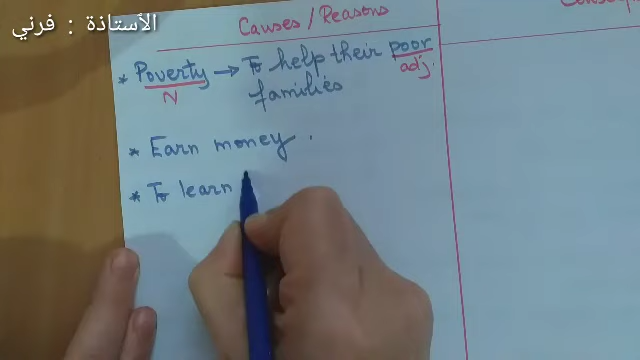 الأستاذة : فرني
Causes / Reasons
* Poverty → To help their poor
N
adj.
families
* Earn money .
* To learn